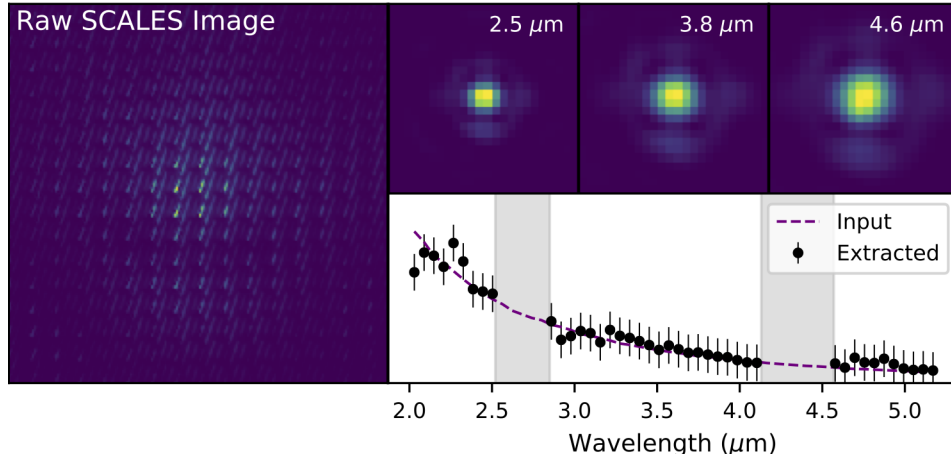 Raw SCALES Image
2.5 μm
3.8 μm
4.6 μm
Input
Extracted
2.0 2.5 3.0 3.5 4.0 4.5 5.0
Wavelength (μm)